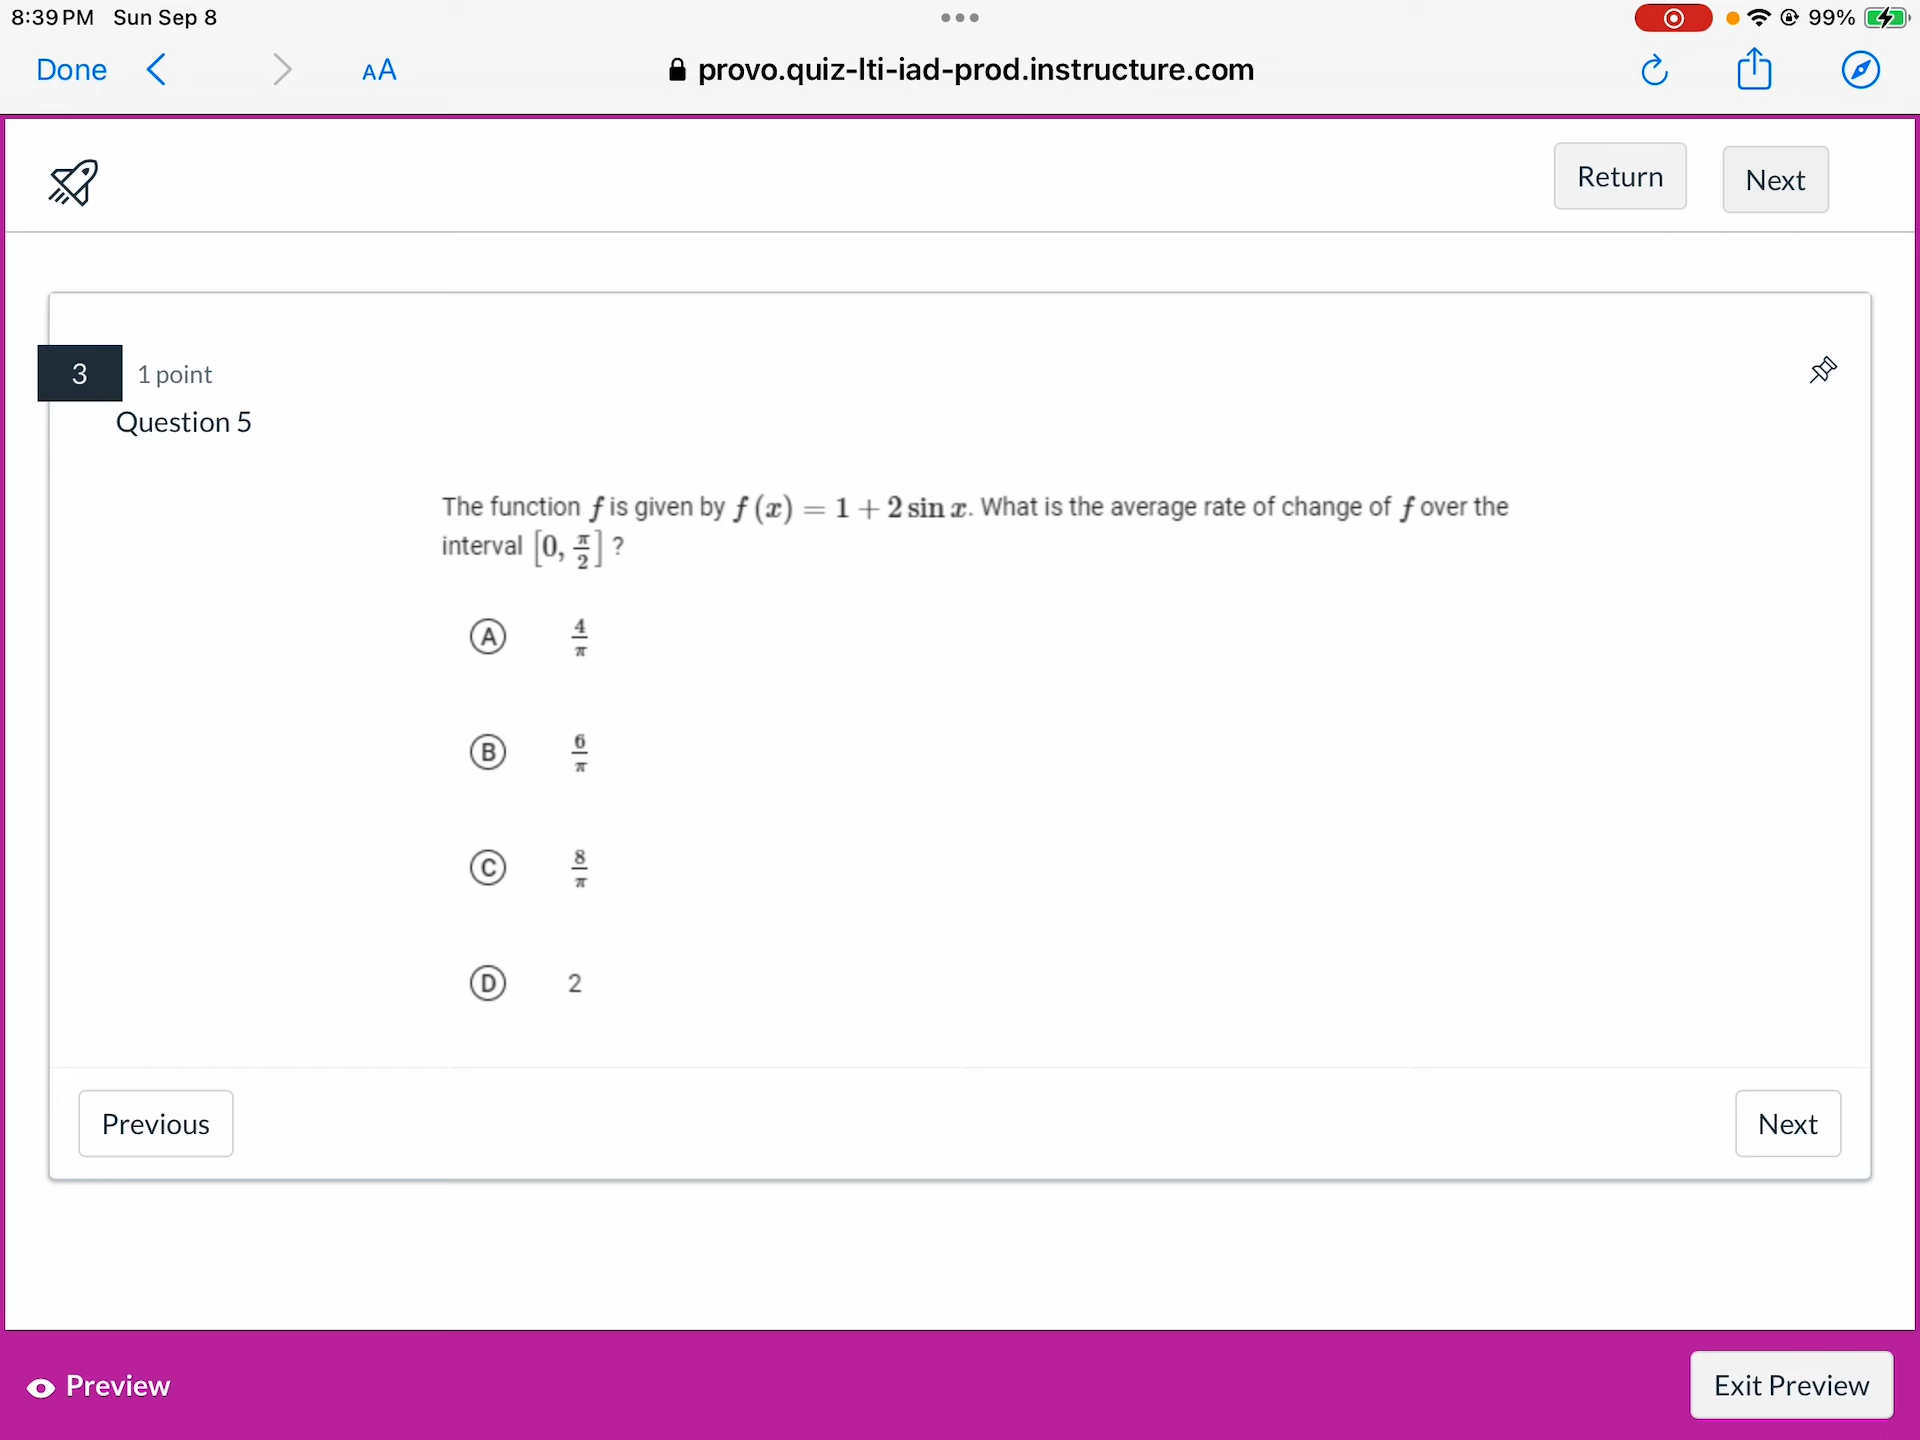 8:39 PM Sun Sep 8
99%
Done
AA
provo.quiz-lti-iad-prod.instructure.com
Return
Next
3
1 point
Question 5
The function f is given by f (x) = 1 + 2 sin x. What is the average rate of change of f over the
interval [0, π/2] ?
A 4/π
B 6/π
C 8/π
D 2
Previous
Next
Preview
Exit Preview